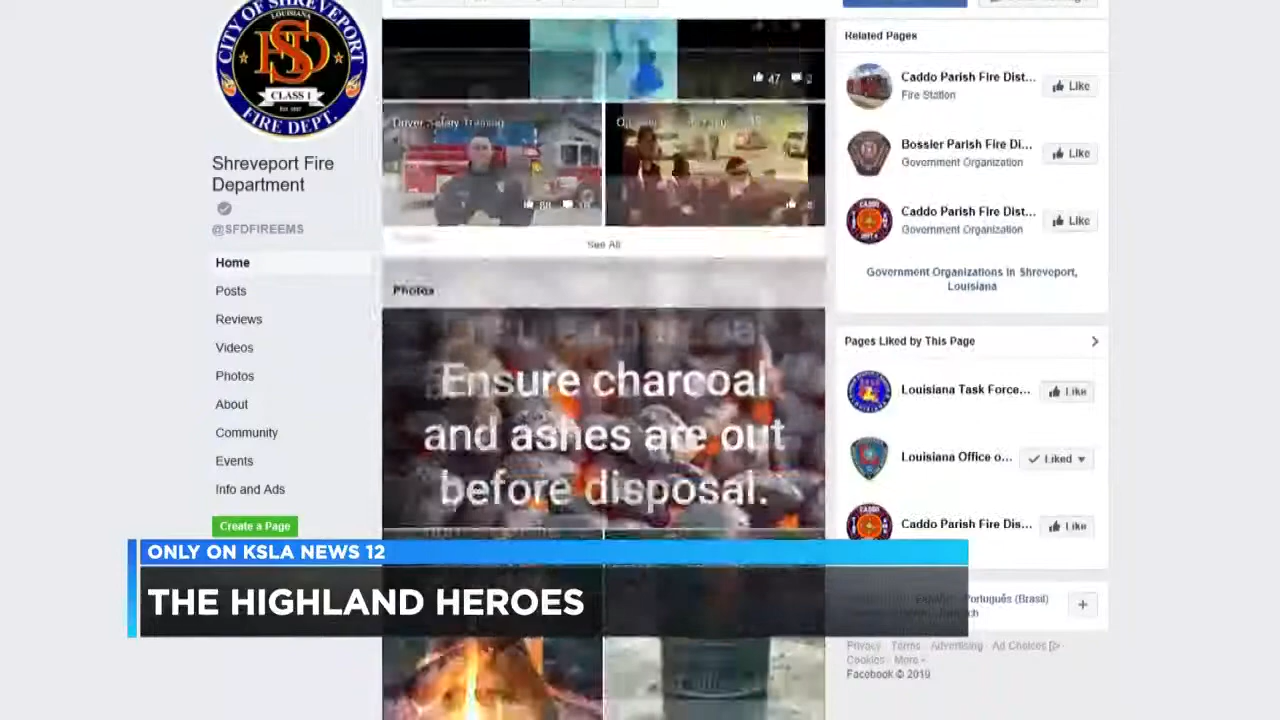 CITY OF SHREVEPORT
LOUISIANA
SFD
CLASS 1
FIRE DEPT.
Shreveport Fire
Department
@SFDFIREEMS
Home
Posts
Reviews
Videos
Photos
About
Community
Events
Info and Ads
Create a Page
47
Driver Safety Training
88
See All
Photos
Ensure charcoal
and ashes are out
before disposal.
Related Pages
Caddo Parish Fire Dist...
Fire Station
Like
Bossier Parish Fire Di...
Government Organization
Like
Caddo Parish Fire Dist...
Government Organization
Like
Government Organizations in Shreveport,
Louisiana
Pages Liked by This Page
Louisiana Task Force...
Like
Louisiana Office o...
Liked
Caddo Parish Fire Dis...
Like
Português (Brasil)
Privacy · Terms · Advertising · Ad Choices
Cookies · More
Facebook © 2019
ONLY ON KSLA NEWS 12
THE HIGHLAND HEROES